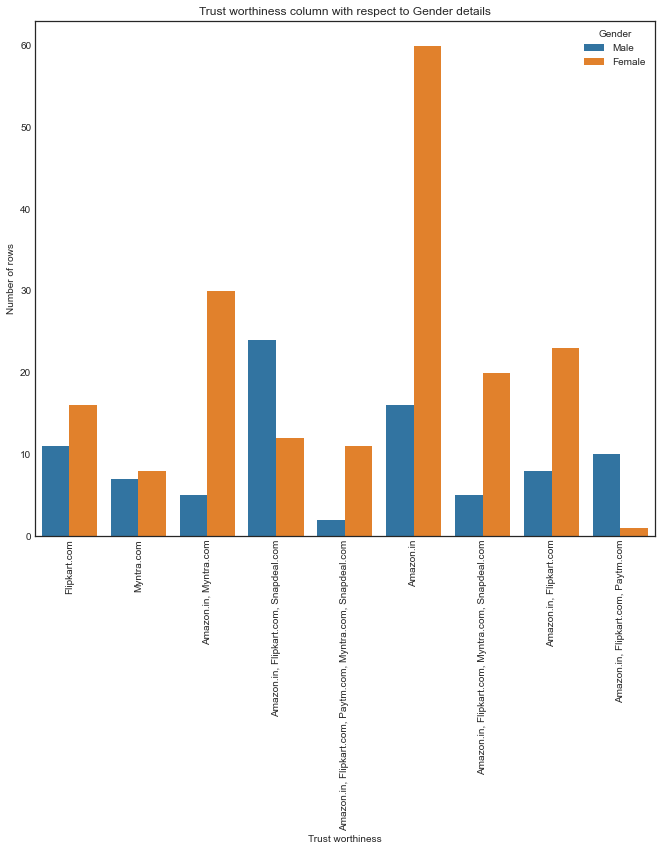 Trust worthiness column with respect to Gender details
Number of rows
60
50
40
30
20
10
0
Gender
Male
Female
Flipkart.com
Myntra.com
Amazon.in, Myntra.com
Amazon.in, Flipkart.com, Snapdeal.com
Amazon.in, Flipkart.com, Paytm.com, Myntra.com, Snapdeal.com
Amazon.in
Amazon.in, Flipkart.com, Myntra.com, Snapdeal.com
Amazon.in, Flipkart.com
Amazon.in, Flipkart.com, Paytm.com
Trust worthiness